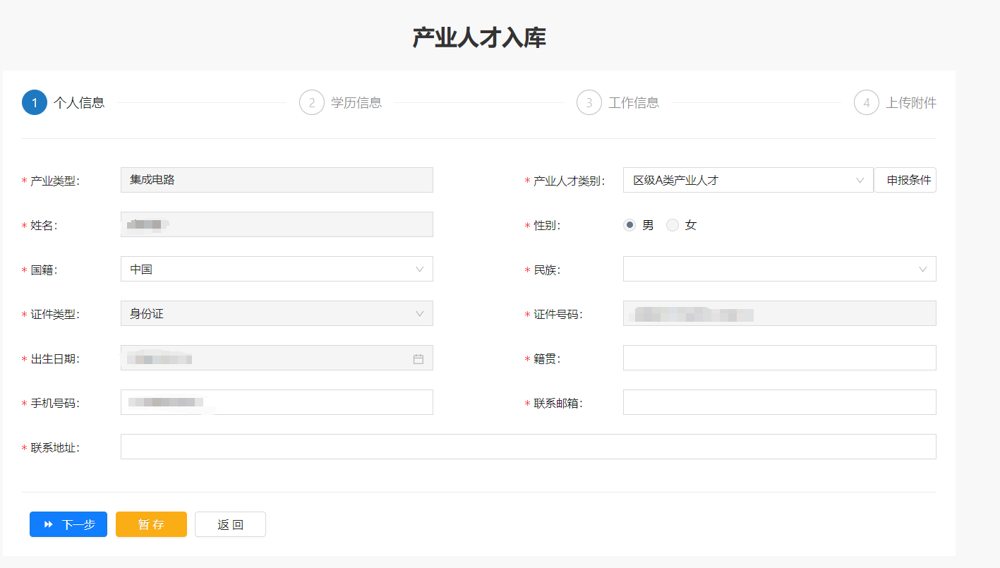 产业人才入库
1 个人信息 2 学历信息 3 工作信息 4 上传附件
* 产业类型: 集成电路 * 产业人才类别: 区级A类产业人才 申报条件
* 姓名: * 性别: 男 女
* 国籍: 中国 * 民族:
* 证件类型: 身份证 * 证件号码:
* 出生日期: * 籍贯:
* 手机号码: * 联系邮箱:
* 联系地址:
下一步 暂 存 返 回